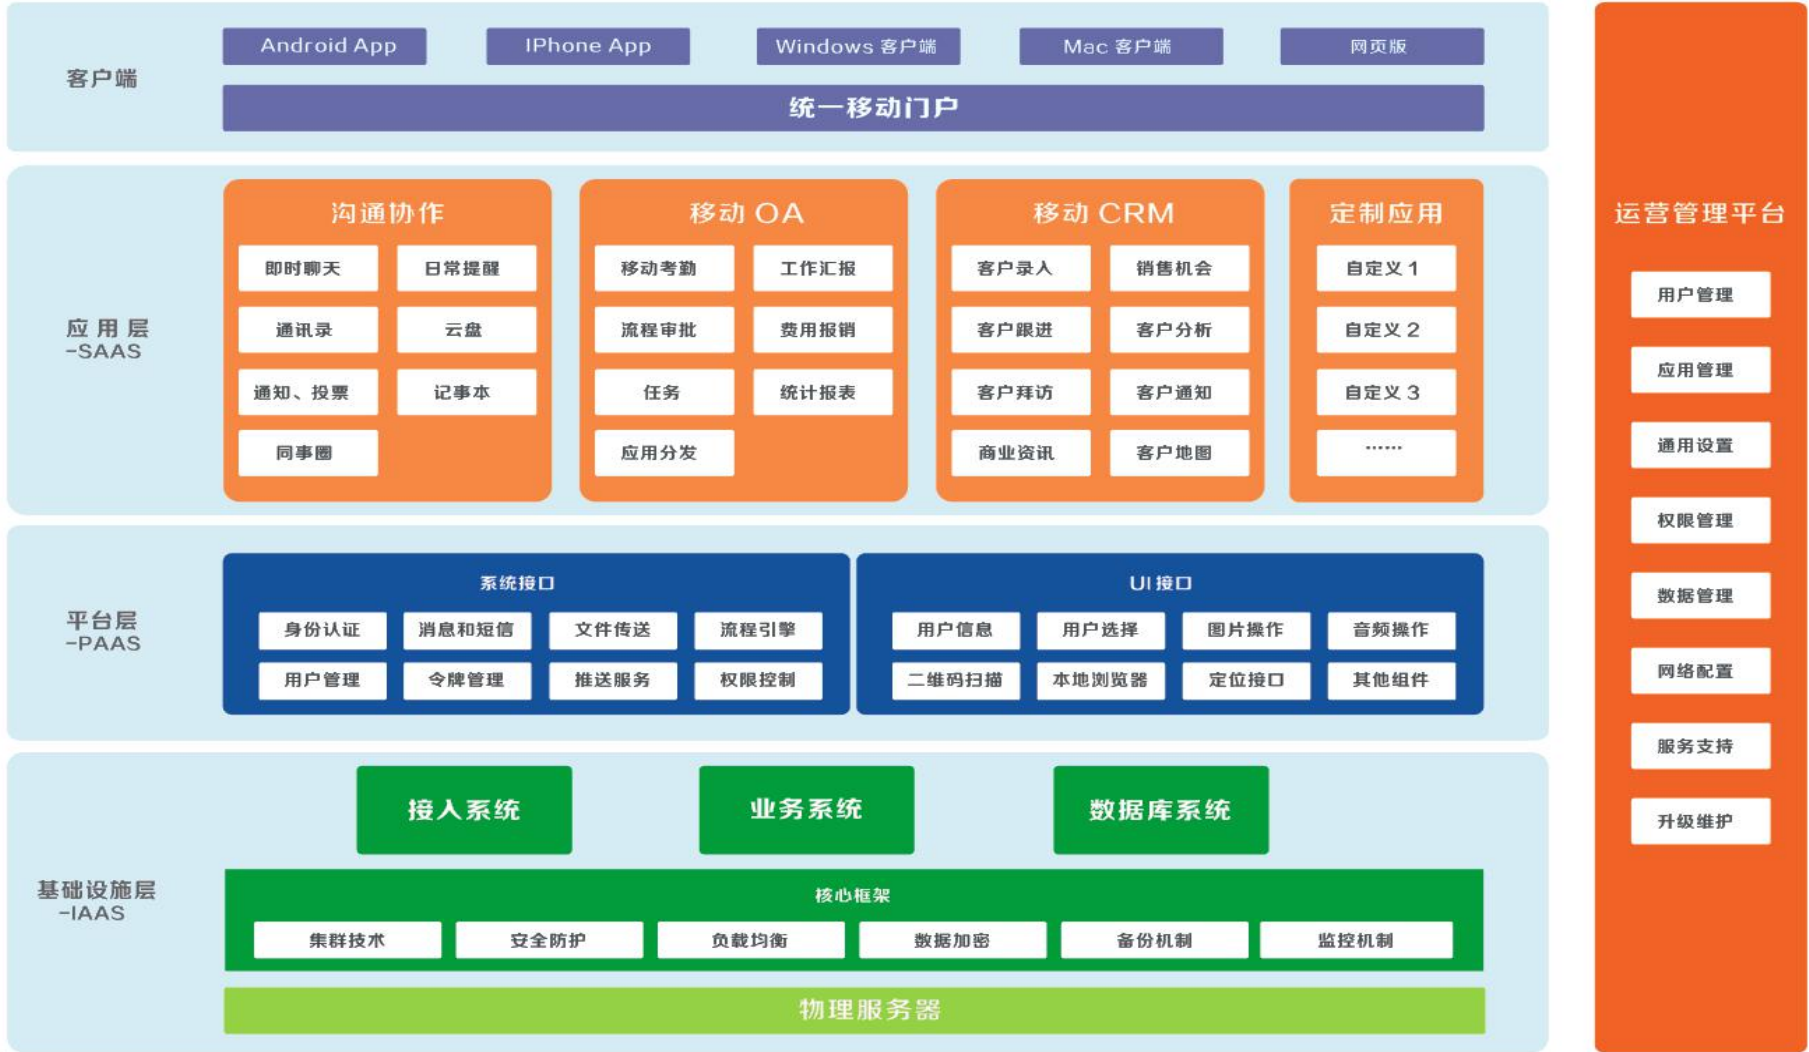 客户端
Android App
IPhone App
Windows 客户端
Mac 客户端
网页版
统一移动门户
应用层
-SAAS
沟通协作
即时聊天
日常提醒
通讯录
云盘
通知、投票
记事本
同事圈
移动 OA
移动考勤
工作汇报
流程审批
费用报销
任务
统计报表
应用分发
移动 CRM
客户录入
销售机会
客户跟进
客户分析
客户拜访
客户通知
商业资讯
客户地图
定制应用
自定义 1
自定义 2
自定义 3
……
平台层
-PAAS
系统接口
身份认证
消息和短信
文件传送
流程引擎
用户管理
令牌管理
推送服务
权限控制
UI 接口
用户信息
用户选择
图片操作
音频操作
二维码扫描
本地浏览器
定位接口
其他组件
基础设施层
-IAAS
接入系统
业务系统
数据库系统
核心框架
集群技术
安全防护
负载均衡
数据加密
备份机制
监控机制
物理服务器
运营管理平台
用户管理
应用管理
通用设置
权限管理
数据管理
网络配置
服务支持
升级维护